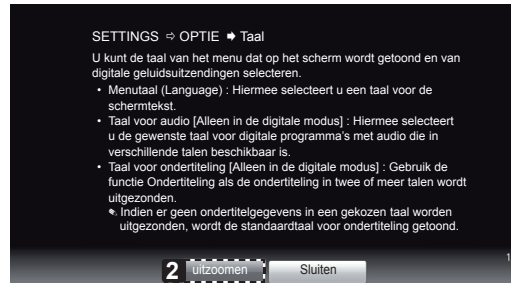 SETTINGS ⇨ OPTIE ➡ Taal
U kunt de taal van het menu dat op het scherm wordt getoond en van
digitale geluidsuitzendingen selecteren.
• Menutaal (Language) : Hiermee selecteert u een taal voor de
schermtekst.
• Taal voor audio [Alleen in de digitale modus] : Hiermee selecteert
u de gewenste taal voor digitale programma's met audio die in
verschillende talen beschikbaar is.
• Taal voor ondertiteling [Alleen in de digitale modus] : Gebruik de
functie Ondertiteling als de ondertiteling in twee of meer talen wordt
uitgezonden.
✎ Indien er geen ondertitelgegevens in een gekozen taal worden
uitgezonden, wordt de standaardtaal voor ondertiteling getoond.
1
2 uitzoomen Sluiten